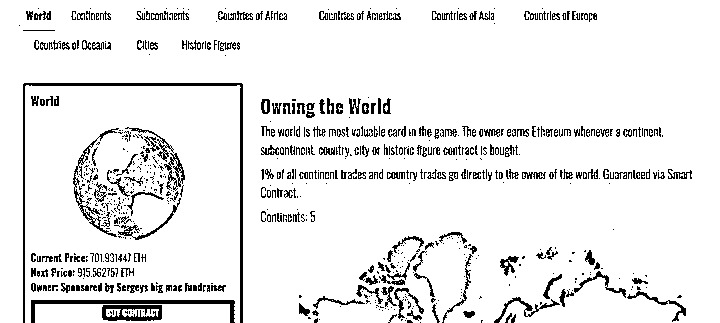 World Continents Subcontinents Countries of Africa Countries of Americas Countries of Asia Countries of Europe
Countries of Oceania Cities Historic Figures
World
Current Price: 701.931447 ETH
Next Price: 915.562757 ETH
Owner: Sponsored by Sergeys big mac fundraiser
BUY CONTRACT
Owning the World
The world is the most valuable card in the game. The owner earns Ethereum whenever a continent,
subcontinent, country, city or historic figure contract is bought.
1% of all continent trades and country trades go directly to the owner of the world. Guaranteed via Smart
Contract.
Continents: 5